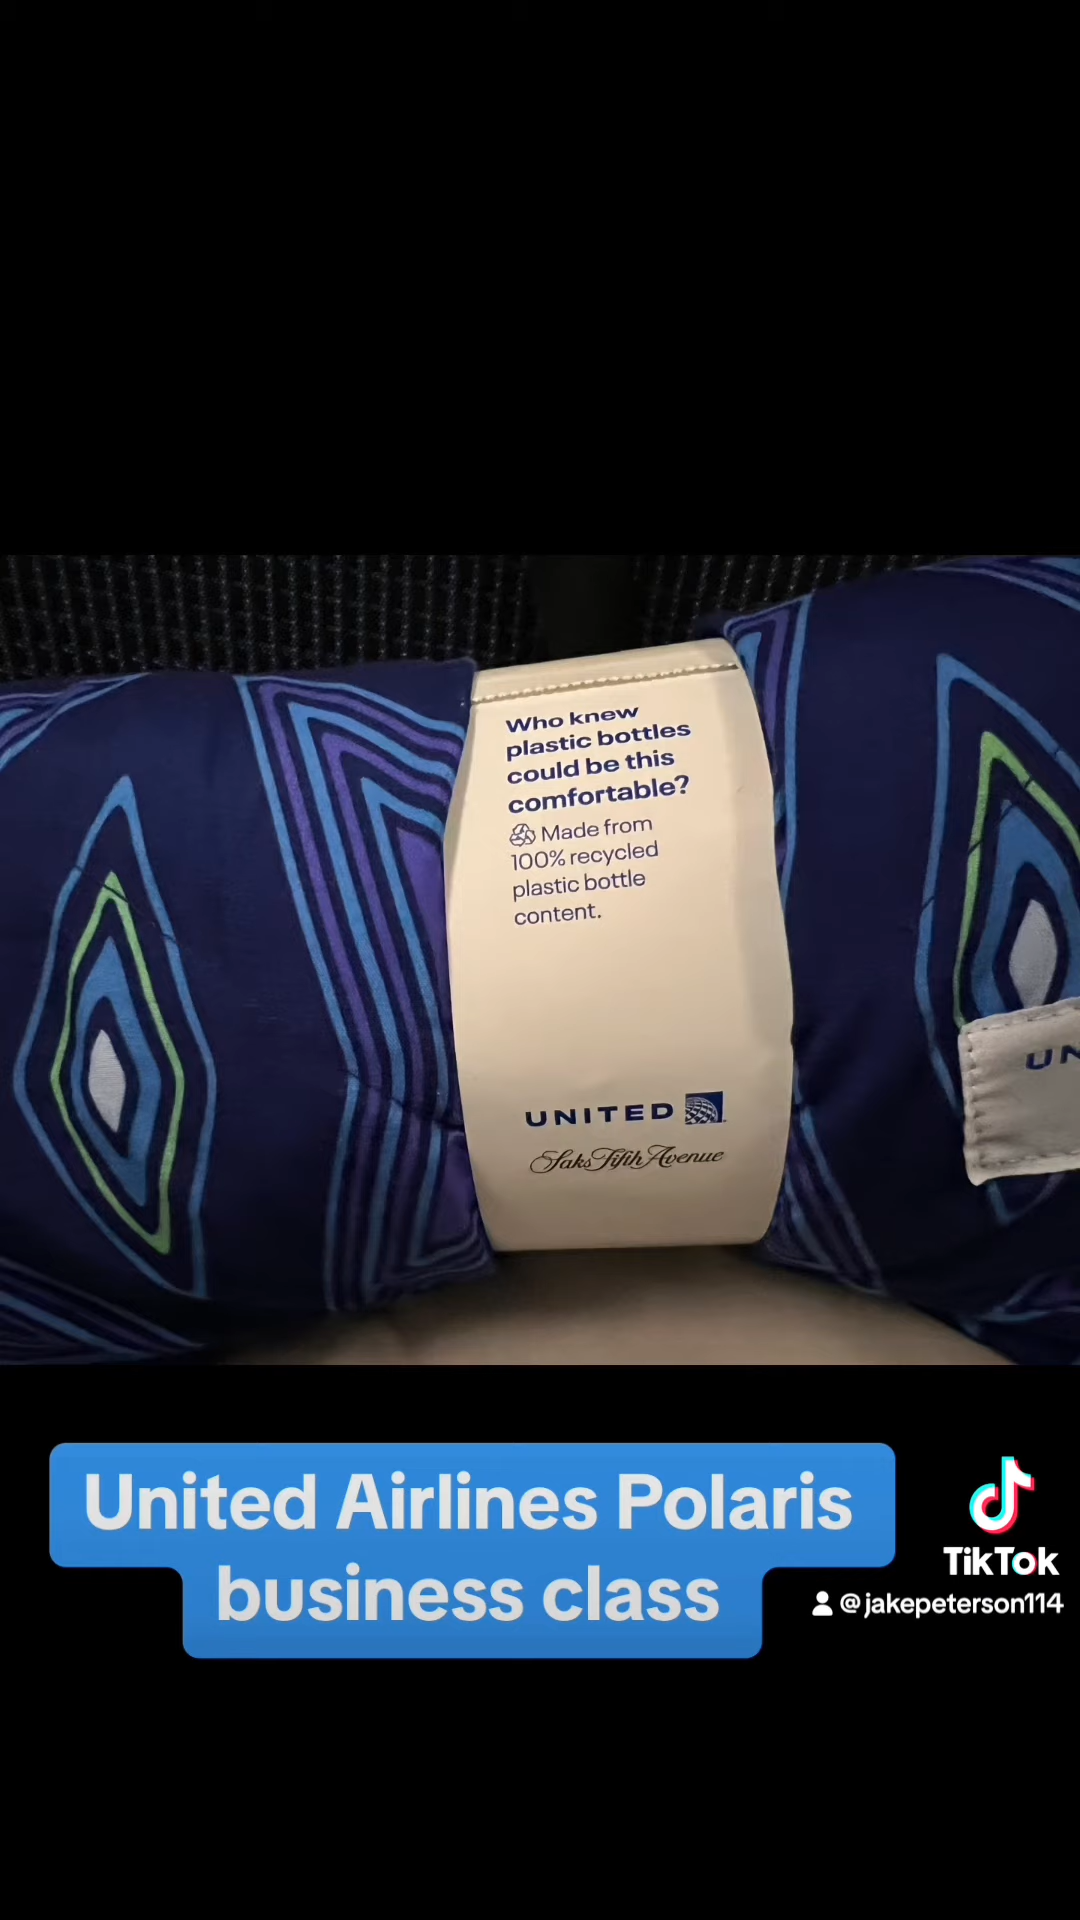 Who knew
plastic bottles
could be this
comfortable?
Made from
100% recycled
plastic bottle
content.
UNITED
Saks Fifth Avenue
UN
United Airlines Polaris
business class
TikTok
@jakepeterson114